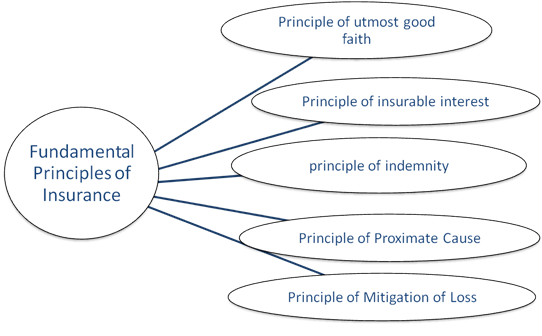 Principle of utmost good
faith
Principle of insurable interest
Fundamental
Principles of
Insurance
principle of indemnity
Principle of Proximate Cause
Principle of Mitigation of Loss